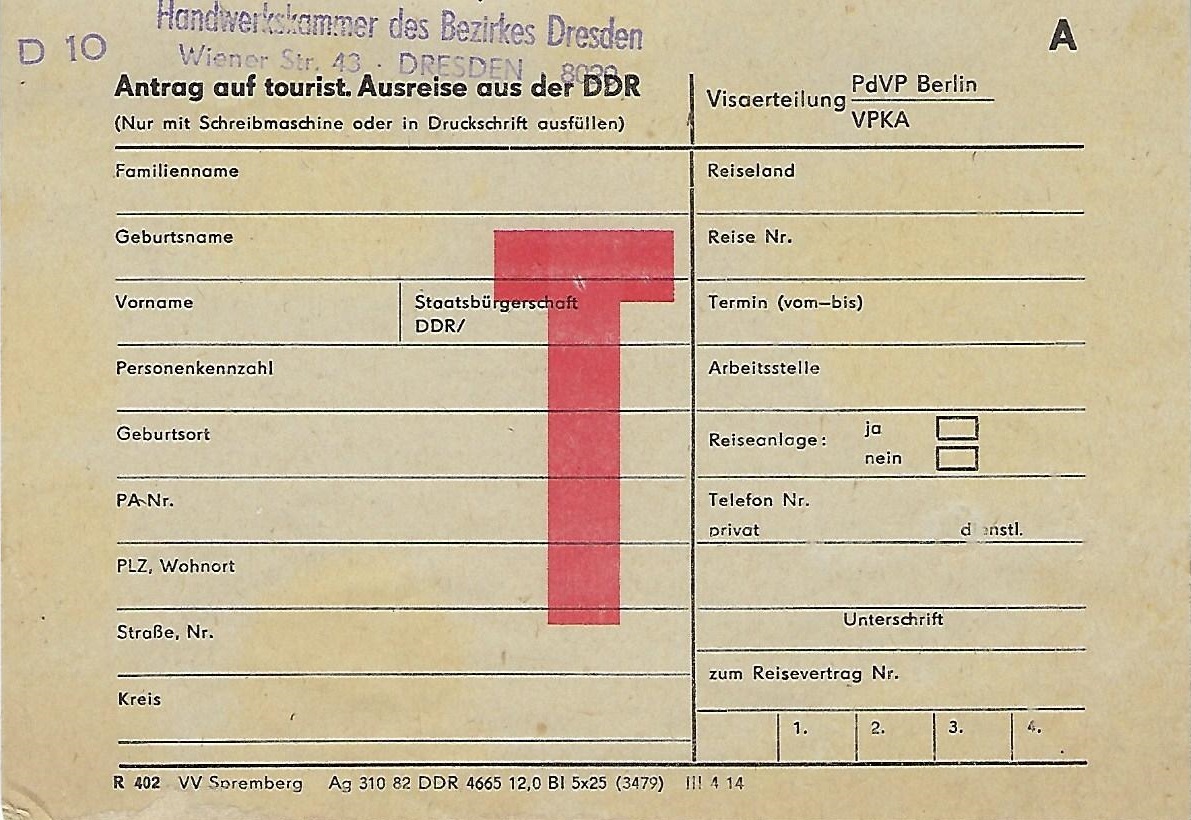 Handwerkskammer des Bezirkes Dresden
D 10
Wiener Str. 43 · DRESDEN 8020
A
Antrag auf tourist. Ausreise aus der DDR
(Nur mit Schreibmaschine oder in Druckschrift ausfüllen)
Visaerteilung PdVP Berlin
VPKA
Familienname
Geburtsname
Vorname
Staatsbürgerschaft
DDR/
Personenkennzahl
Geburtsort
PA-Nr.
PLZ, Wohnort
Straße, Nr.
Kreis
T
Reiseland
Reise Nr.
Termin (vom—bis)
Arbeitsstelle
Reiseanlage: ja
nein
Telefon Nr.
privat dienstl.
Unterschrift
zum Reisevertrag Nr.
1. 2. 3. 4.
R 402 VV Spremberg Ag 310 82 DDR 4665 12,0 Bl 5x25 (3479) III 4 14